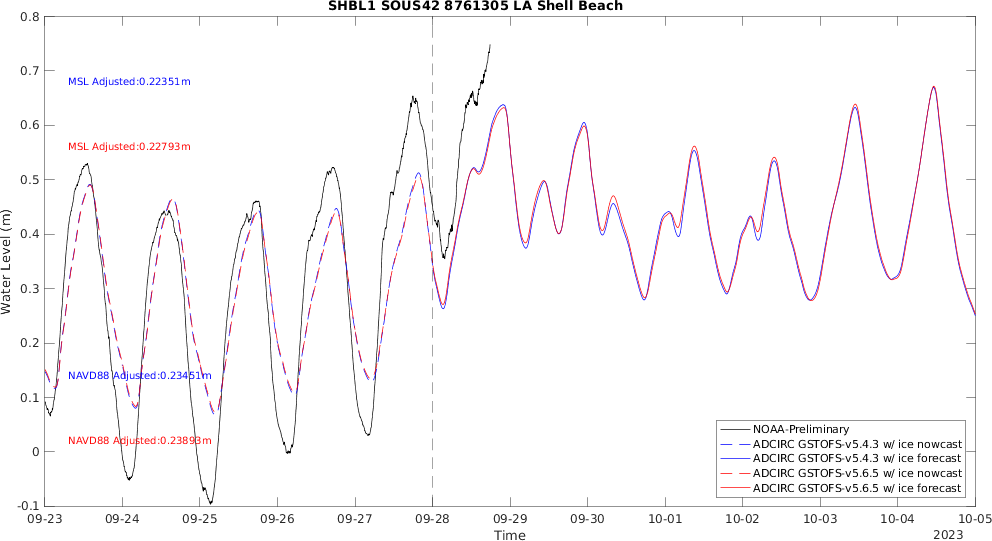 SHBL1 SOUS42 8761305 LA Shell Beach
0.8
0.7
0.6
0.5
0.4
0.3
0.2
0.1
0
-0.1
Water Level (m)
MSL Adjusted:0.22351m
MSL Adjusted:0.22793m
NAVD88 Adjusted:0.23451m
NAVD88 Adjusted:0.23893m
NOAA-Preliminary
ADCIRC GSTOFS-v5.4.3 w/ ice nowcast
ADCIRC GSTOFS-v5.4.3 w/ ice forecast
ADCIRC GSTOFS-v5.6.5 w/ ice nowcast
ADCIRC GSTOFS-v5.6.5 w/ ice forecast
09-23 09-24 09-25 09-26 09-27 09-28 09-29 09-30 10-01 10-02 10-03 10-04 10-05
Time
2023